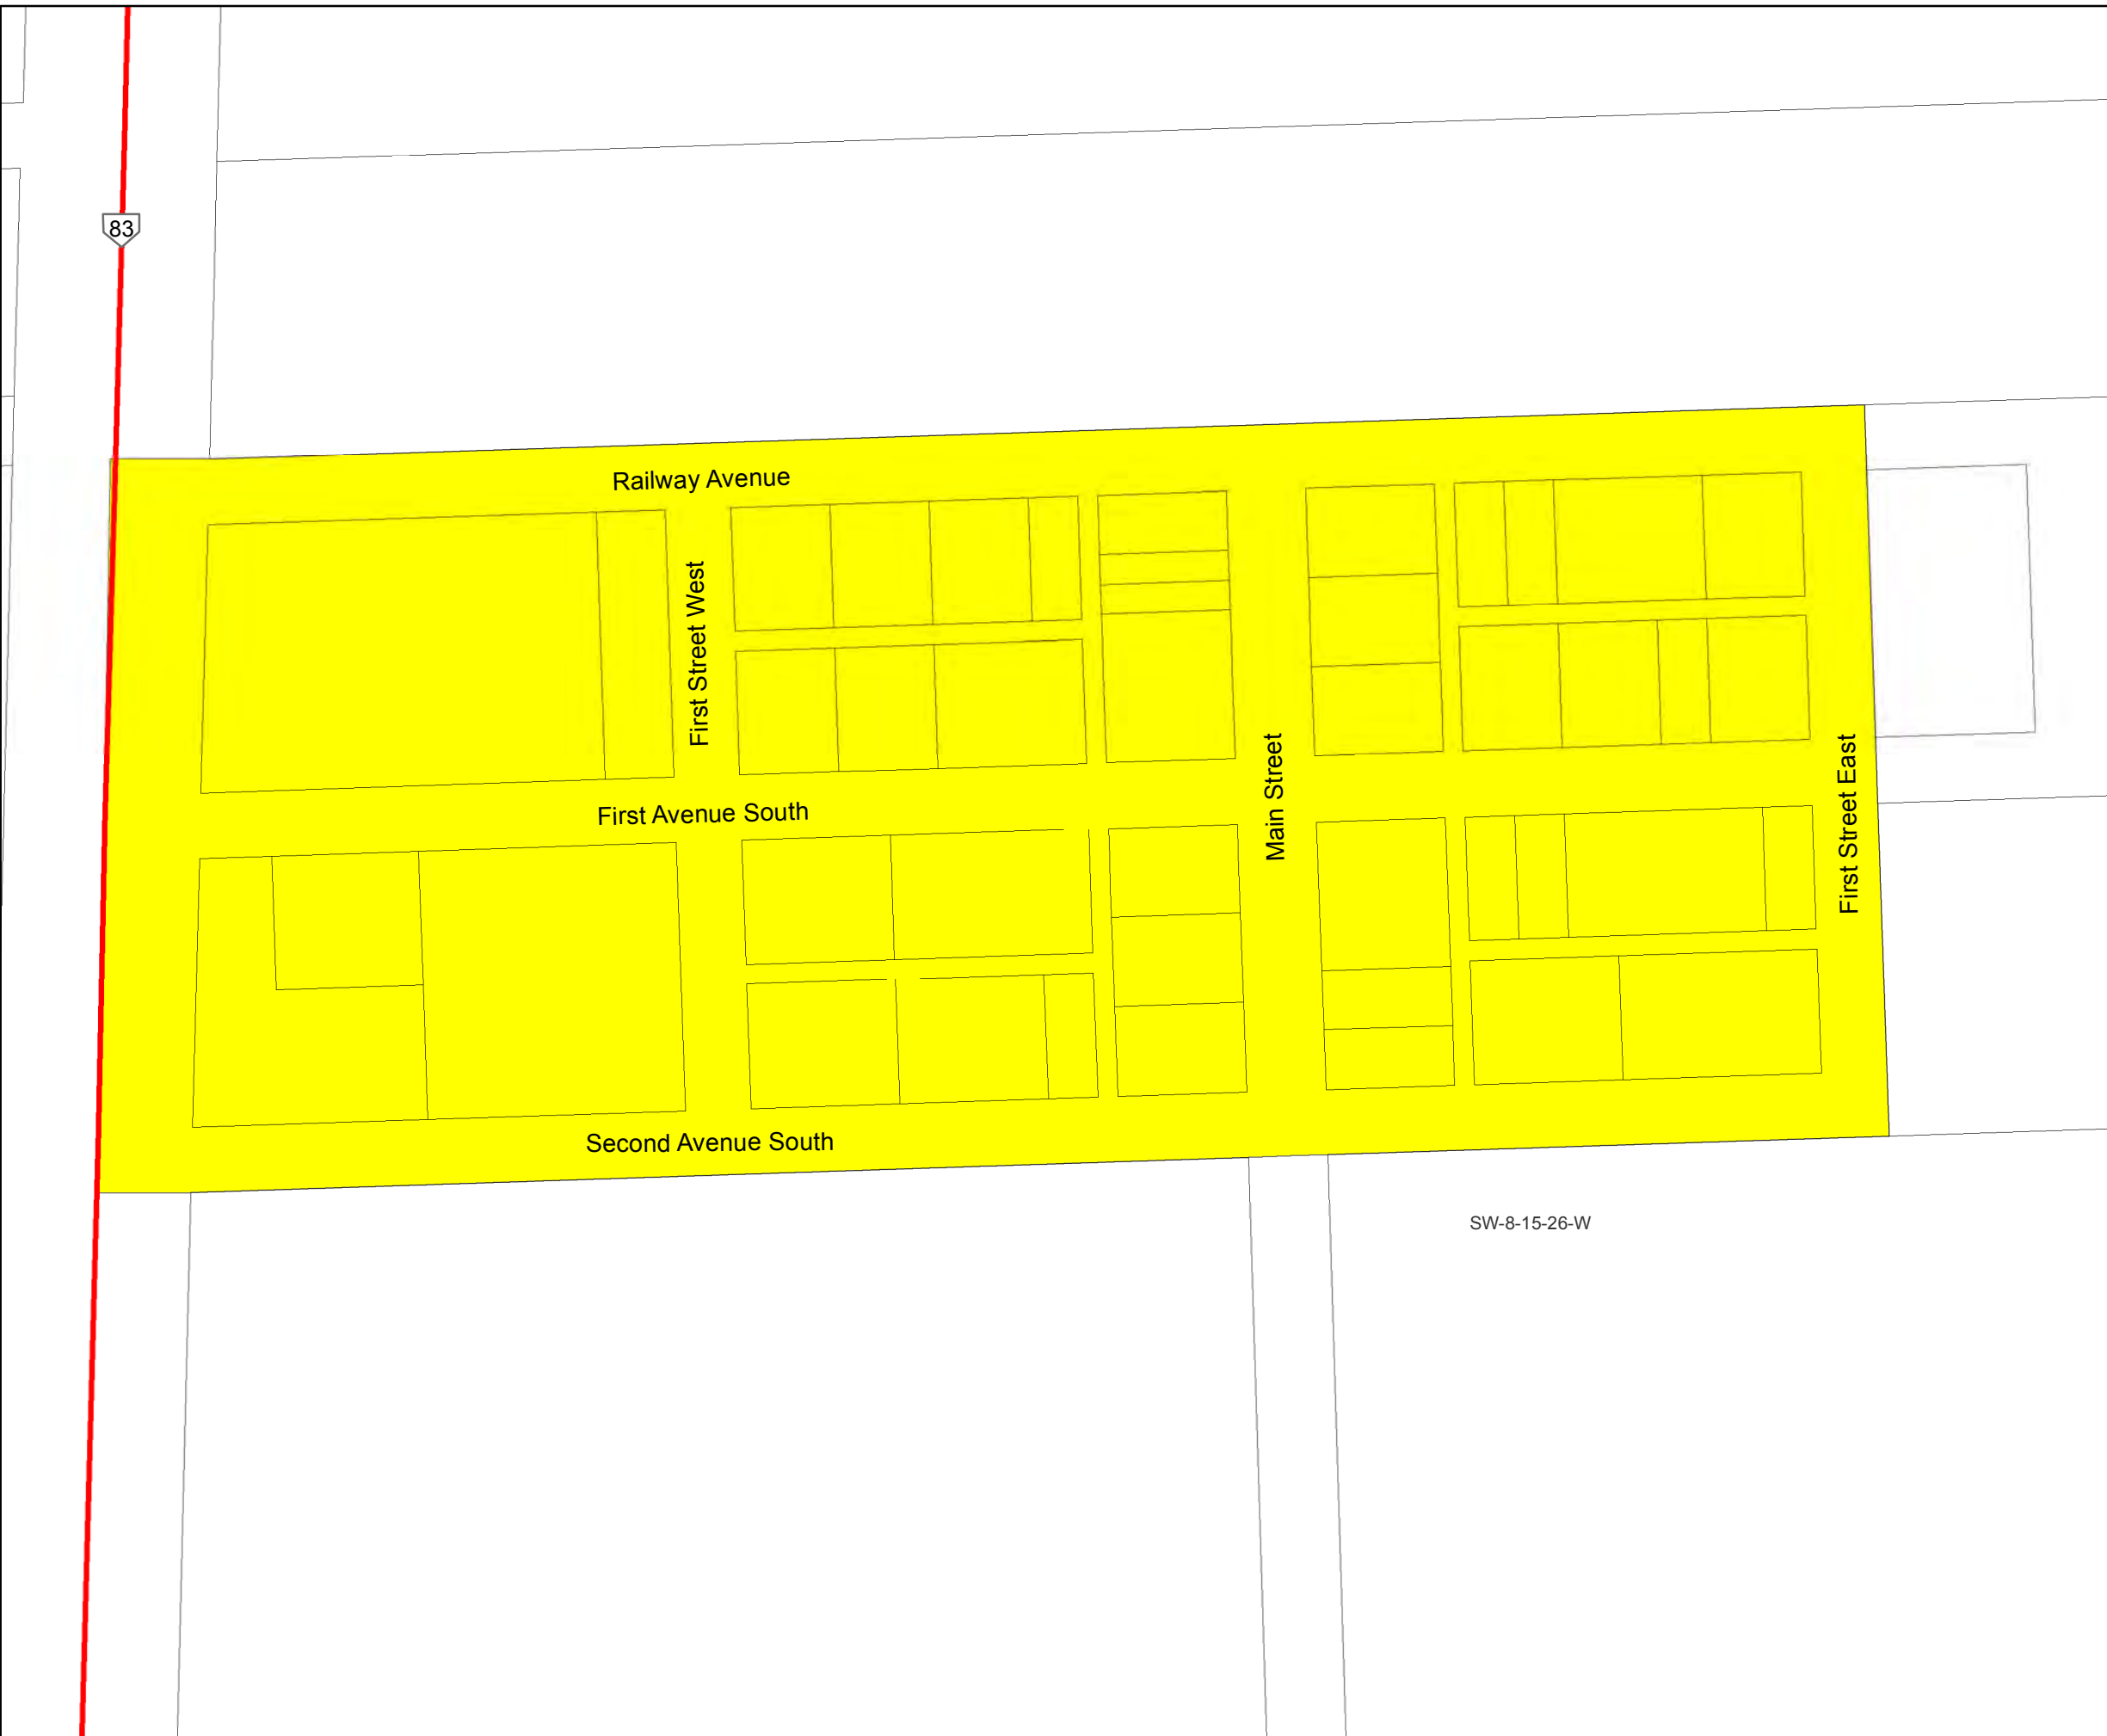 83
Railway Avenue
First Street West
Main Street
First Street East
First Avenue South
Second Avenue South
SW-8-15-26-W